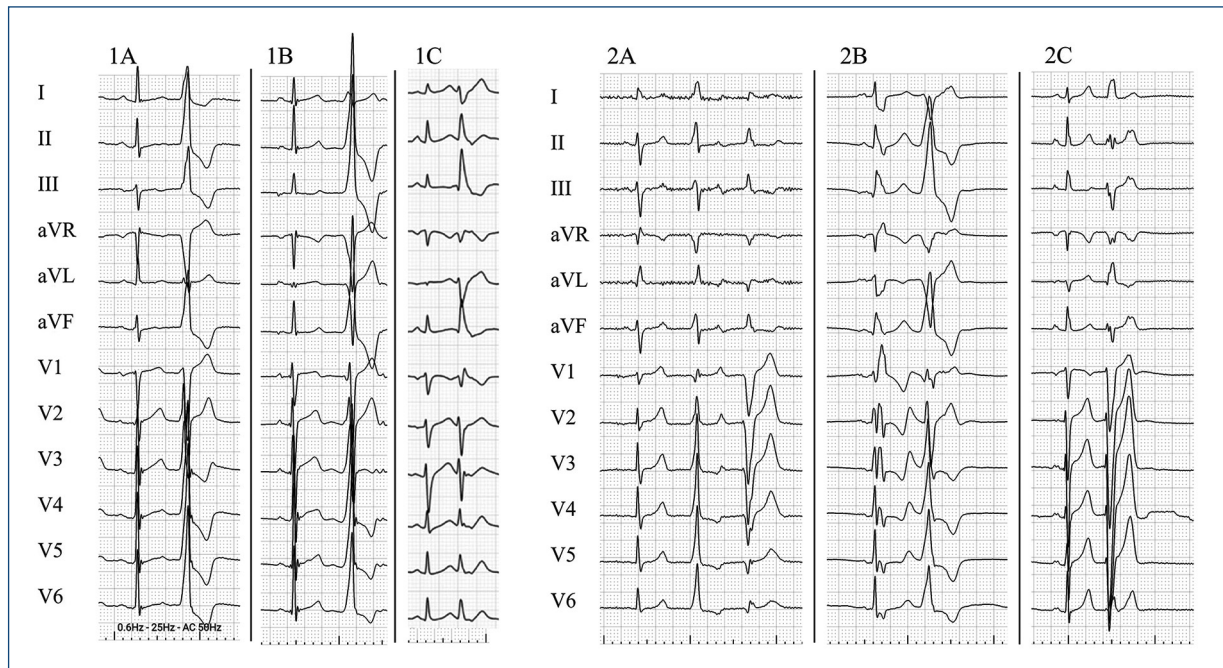 1A 1B 1C 2A 2B 2C
I I
II II
III III
aVR aVR
aVL aVL
aVF aVF
V1 V1
V2 V2
V3 V3
V4 V4
V5 V5
V6 V6
0.6Hz - 25Hz - AC 50Hz